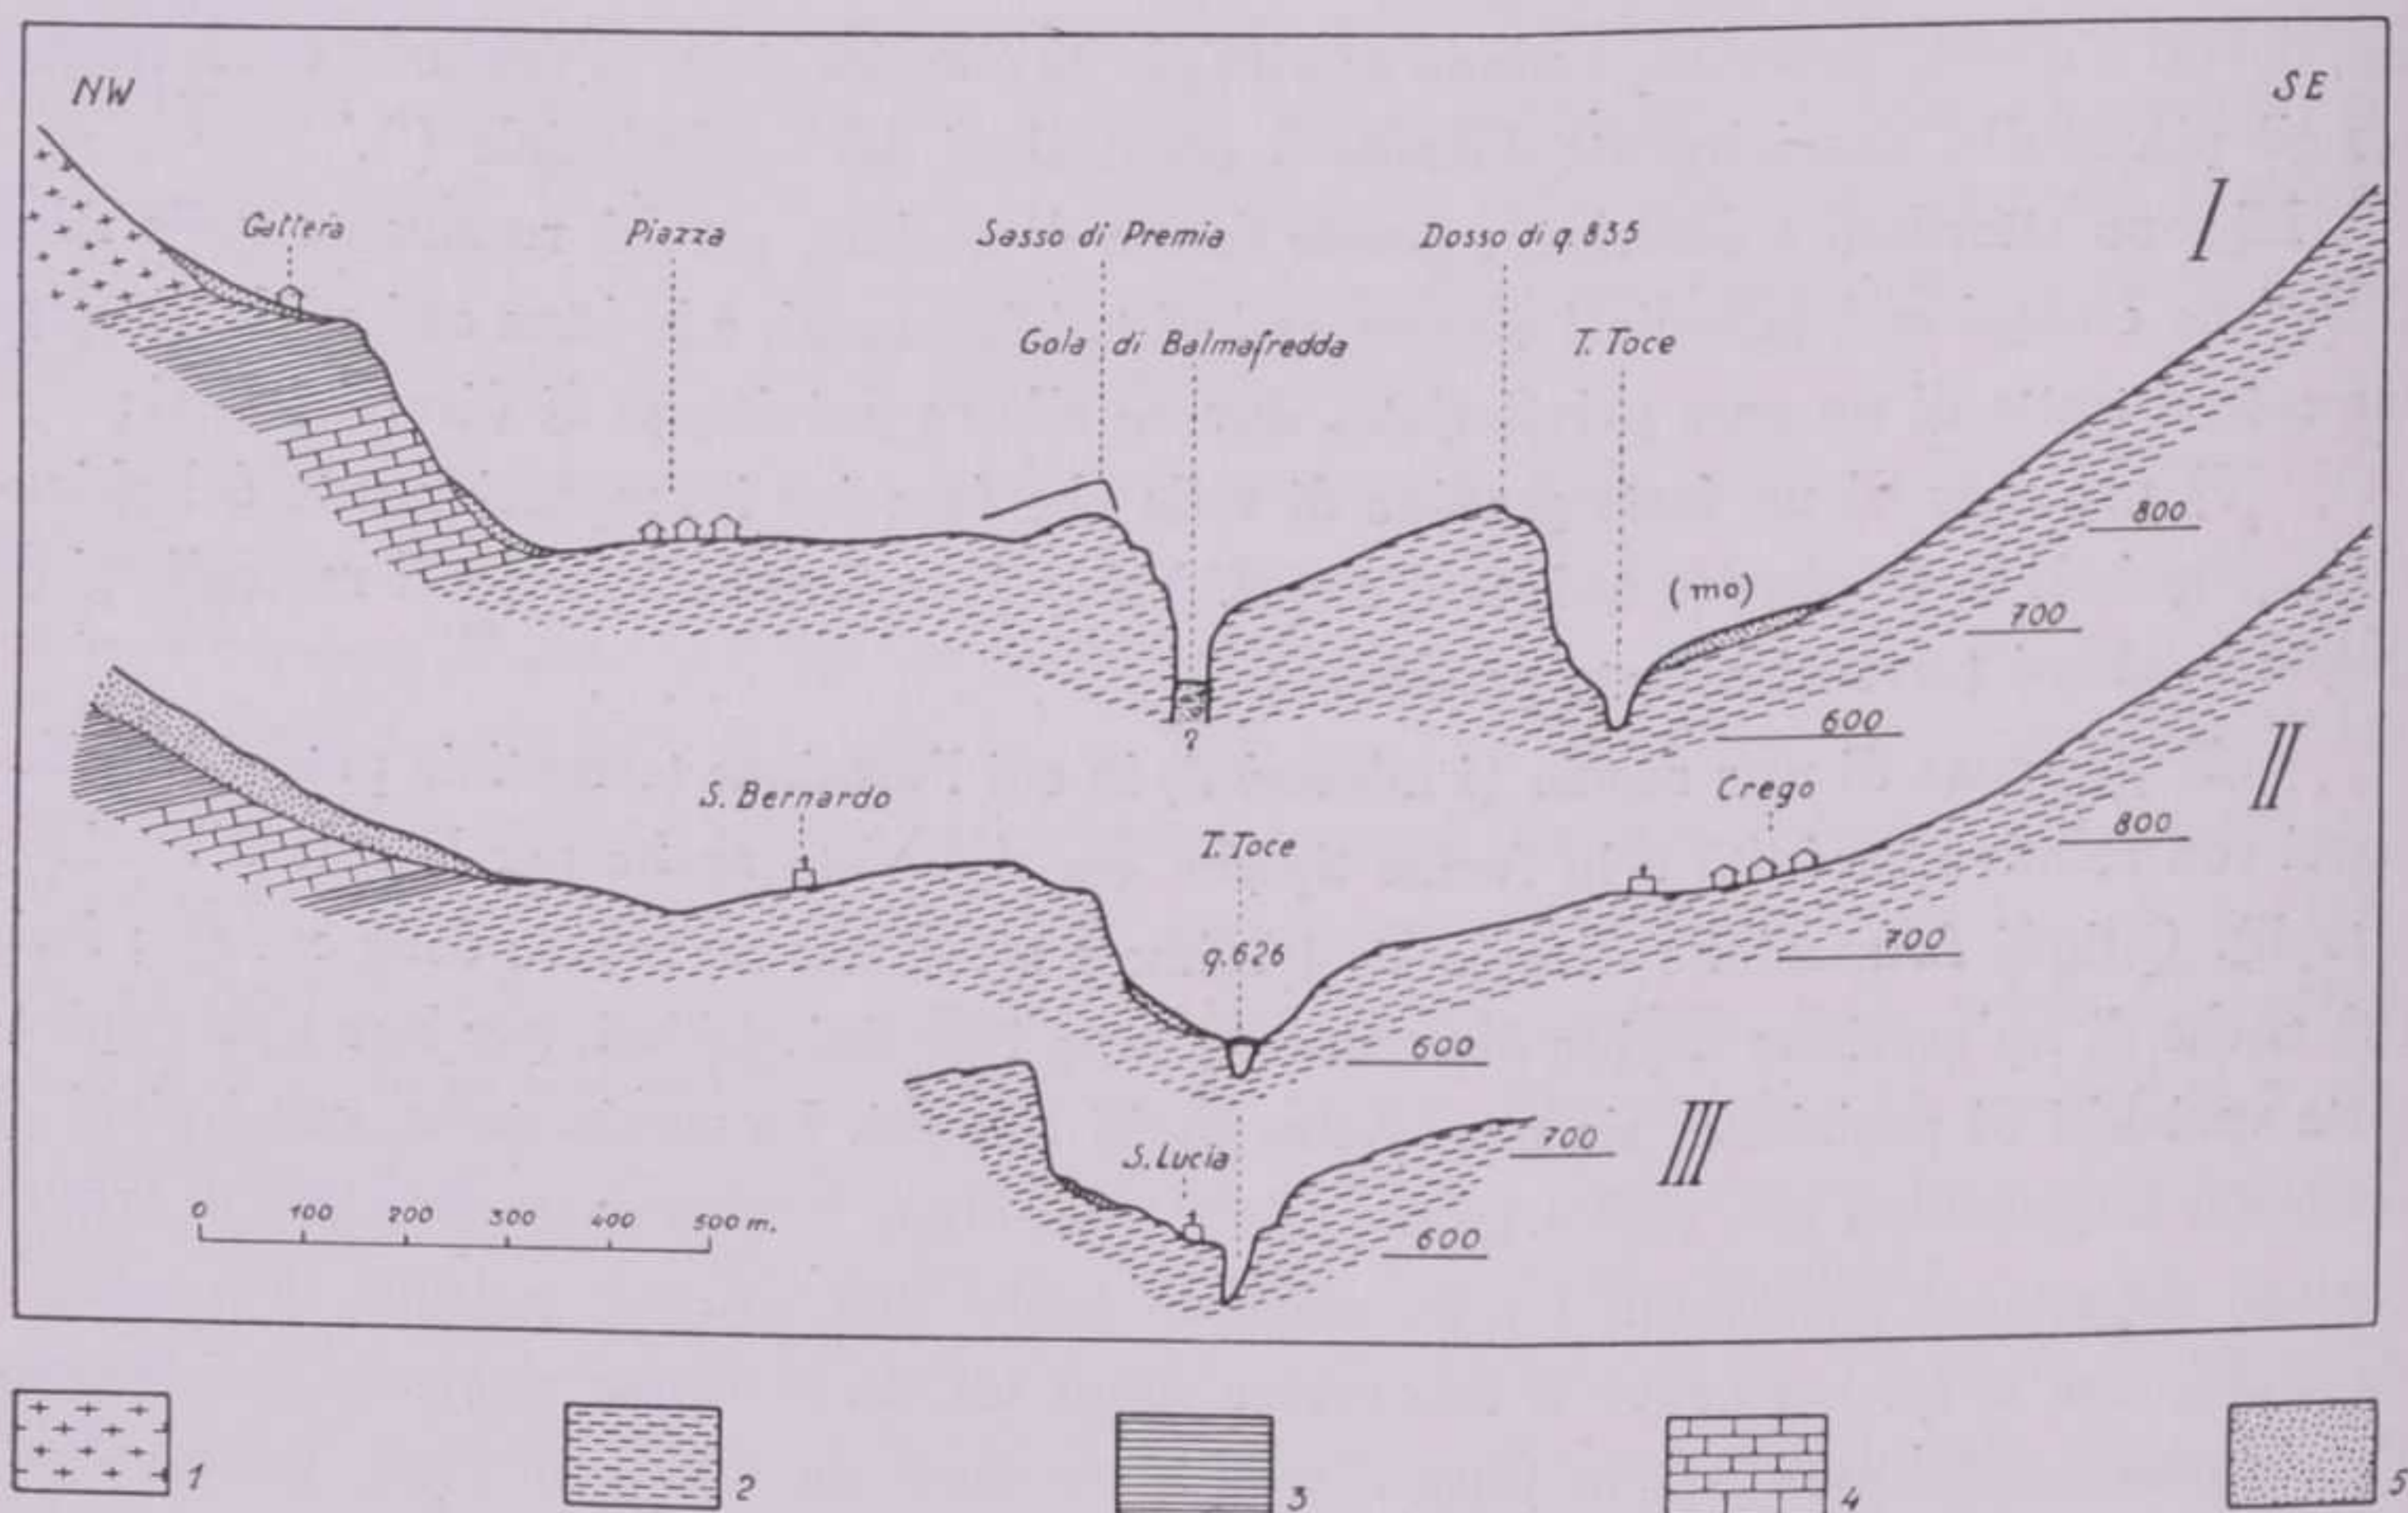 NW
SE
I
Gattera
Piazza
Sasso di Premia
Dosso di q. 835
Gola di Balmafredda
T. Toce
(mo)
800
700
600
?
II
S. Bernardo
T. Toce
Crego
800
q. 626
700
600
III
S. Lucia
700
600
0 100 200 300 400 500 m.
1
2
3
4
5